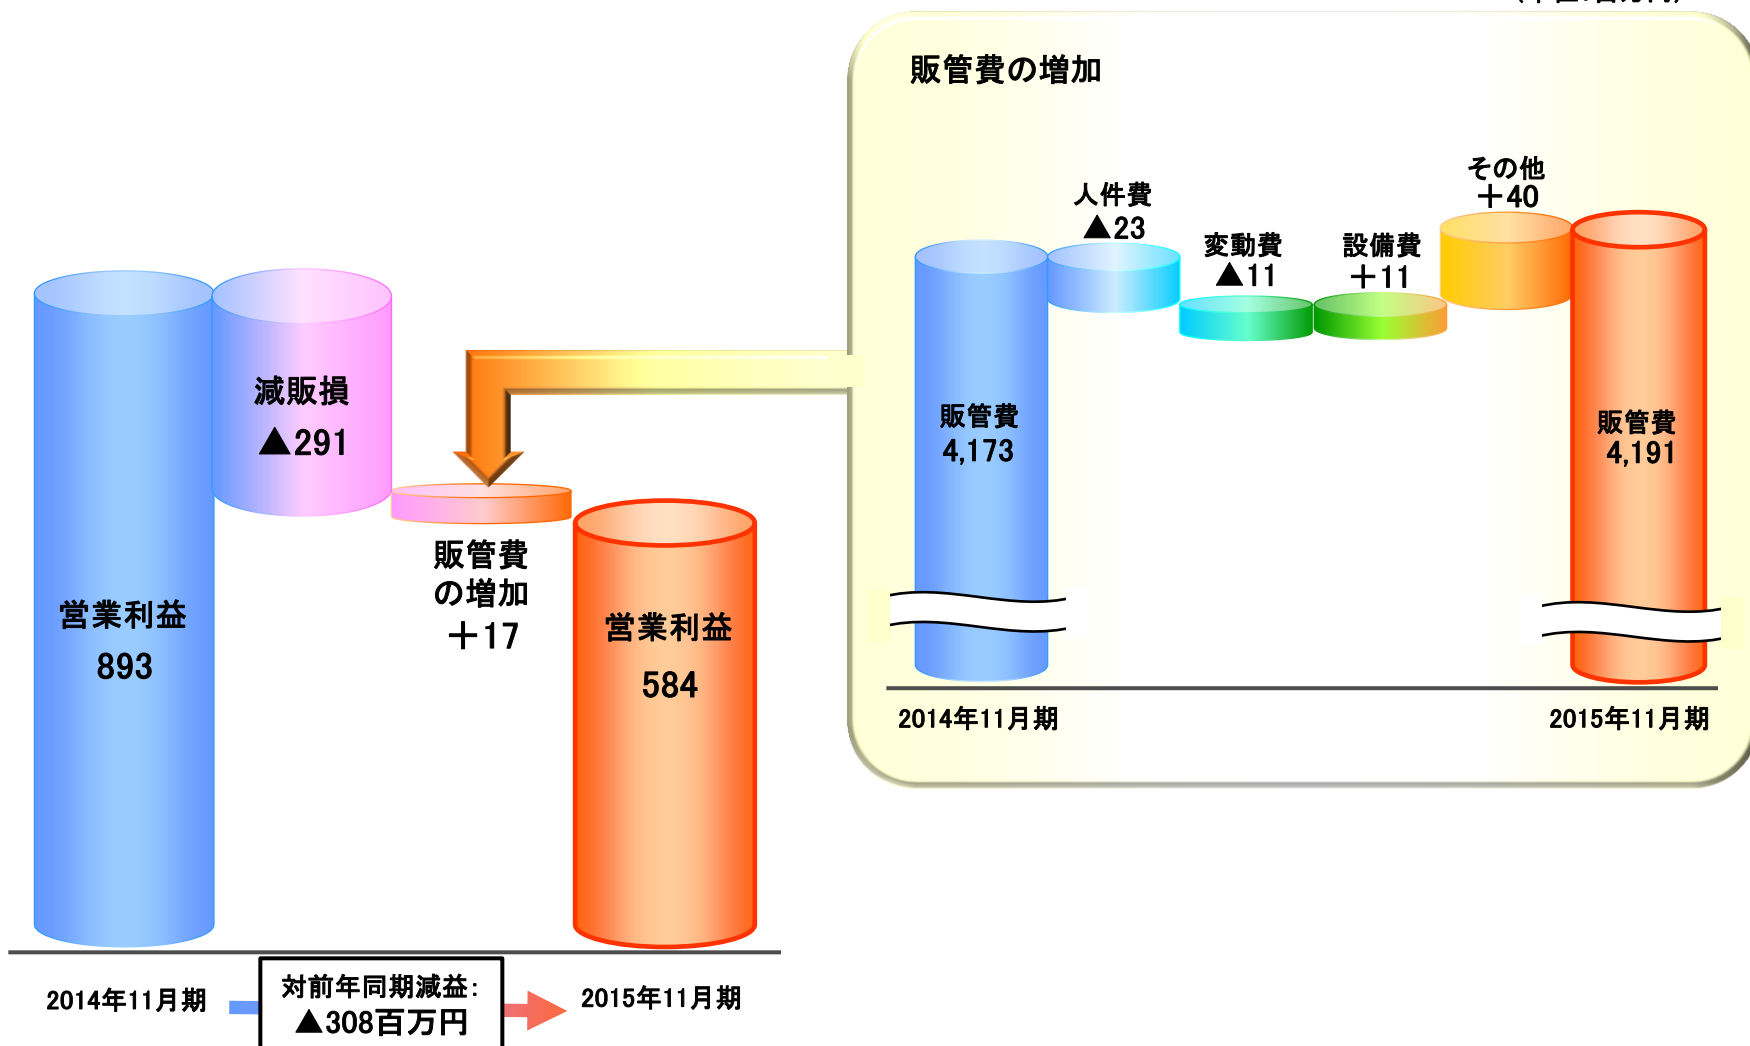 販管費の増加
その他
＋40
人件費
▲23
変動費
▲11
設備費
＋11
販管費
4,173
販管費
4,191
2014年11月期
2015年11月期
減販損
▲291
販管費
の増加
＋17
営業利益
893
営業利益
584
2014年11月期
対前年同期減益：
▲308百万円
2015年11月期